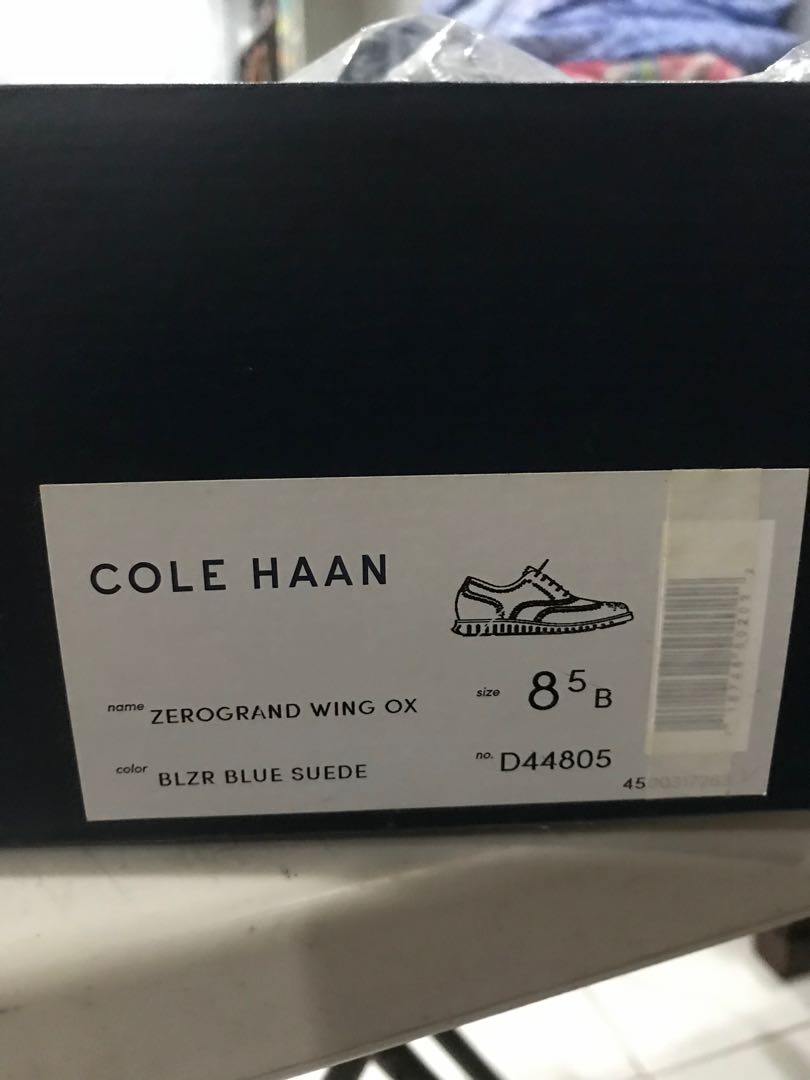 COLE HAAN
name ZEROGRAND WING OX
size 8 5 B
color BLZR BLUE SUEDE
no. D44805